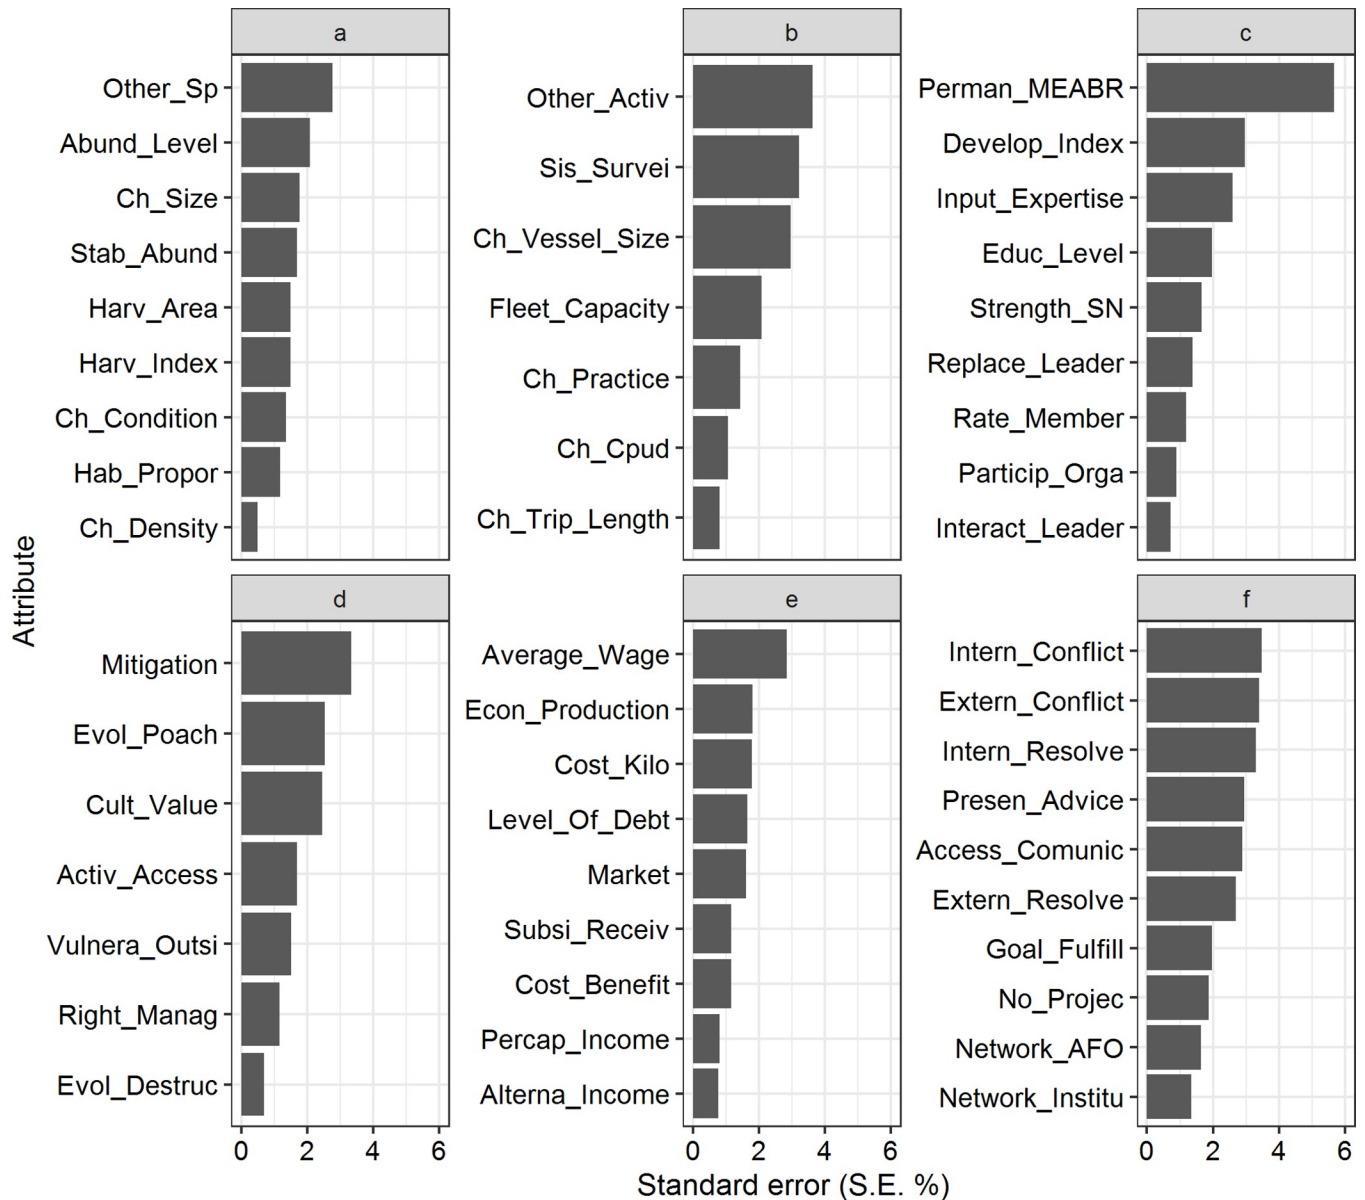 a
Other_Sp
Abund_Level
Ch_Size
Stab_Abund
Harv_Area
Harv_Index
Ch_Condition
Hab_Propor
Ch_Density
b
Other_Activ
Sis_Survei
Ch_Vessel_Size
Fleet_Capacity
Ch_Practice
Ch_Cpud
Ch_Trip_Length
c
Perman_MEABR
Develop_Index
Input_Expertise
Educ_Level
Strength_SN
Replace_Leader
Rate_Member
Particip_Orga
Interact_Leader
Attribute
d
Mitigation
Evol_Poach
Cult_Value
Activ_Access
Vulnera_Outsi
Right_Manag
Evol_Destruc
0 2 4 6
e
Average_Wage
Econ_Production
Cost_Kilo
Level_Of_Debt
Market
Subsi_Receiv
Cost_Benefit
Percap_Income
Alterna_Income
0 2 4 6
f
Intern_Conflict
Extern_Conflict
Intern_Resolve
Presen_Advice
Access_Comunic
Extern_Resolve
Goal_Fulfill
No_Projec
Network_AFO
Network_Institu
0 2 4 6
Standard error (S.E. %)